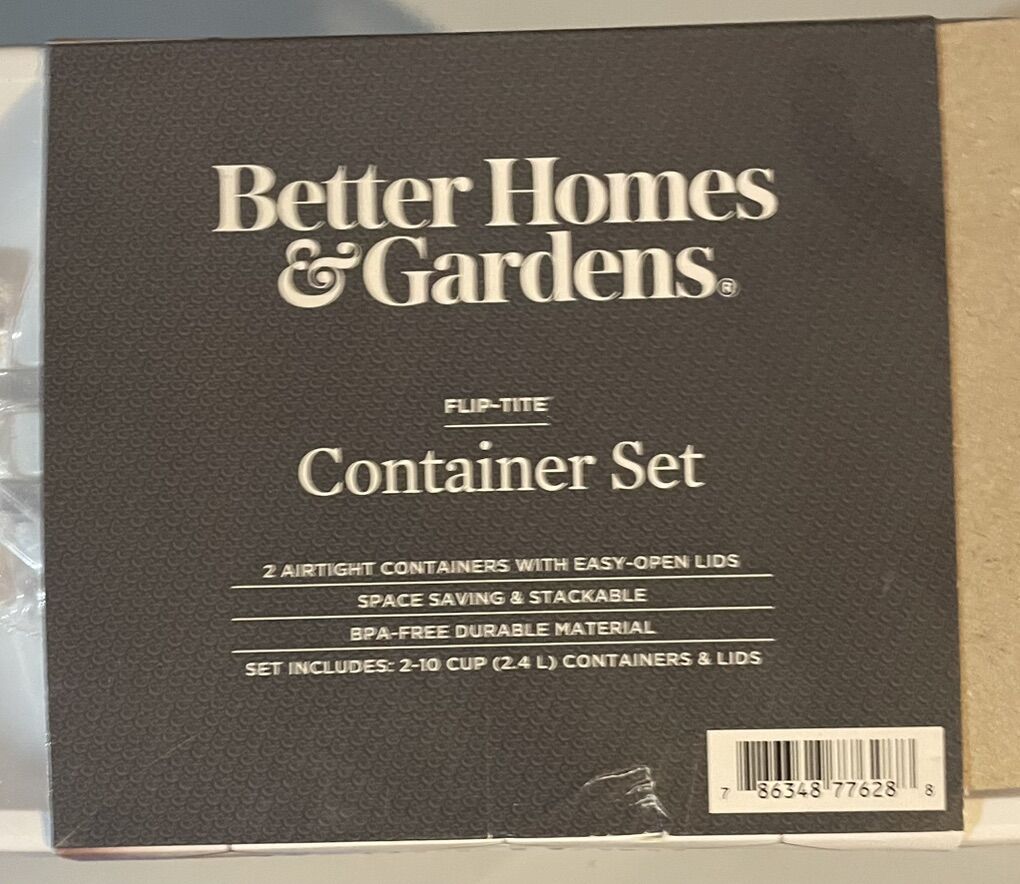 Better Homes
& Gardens®
FLIP-TITE™
Container Set
2 AIRTIGHT CONTAINERS WITH EASY-OPEN LIDS
SPACE SAVING & STACKABLE
BPA-FREE DURABLE MATERIAL
SET INCLUDES: 2-10 CUP (2.4 L) CONTAINERS & LIDS
7 86348 77628 8